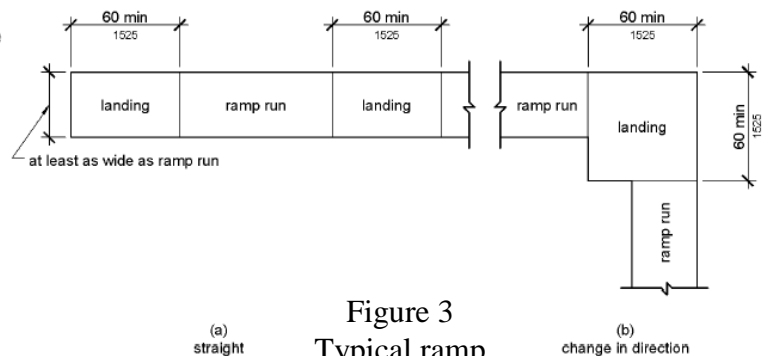 60 min
1525
60 min
1525
60 min
1525
landing
ramp run
landing
ramp run
landing
60 min
1525
at least as wide as ramp run
ramp run
Figure 3
(a)
straight
Typical ramp
(b)
change in direction